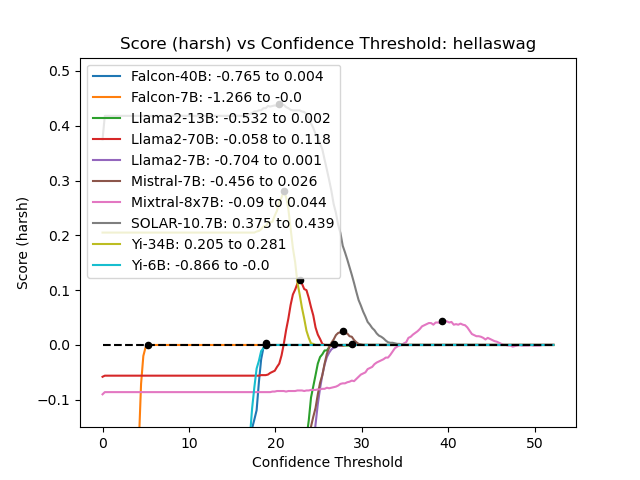 Score (harsh) vs Confidence Threshold: hellaswag
Score (harsh)
0.5
0.4
0.3
0.2
0.1
0.0
−0.1
Falcon-40B: -0.765 to 0.004
Falcon-7B: -1.266 to -0.0
Llama2-13B: -0.532 to 0.002
Llama2-70B: -0.058 to 0.118
Llama2-7B: -0.704 to 0.001
Mistral-7B: -0.456 to 0.026
Mixtral-8x7B: -0.09 to 0.044
SOLAR-10.7B: 0.375 to 0.439
Yi-34B: 0.205 to 0.281
Yi-6B: -0.866 to -0.0
0 10 20 30 40 50
Confidence Threshold